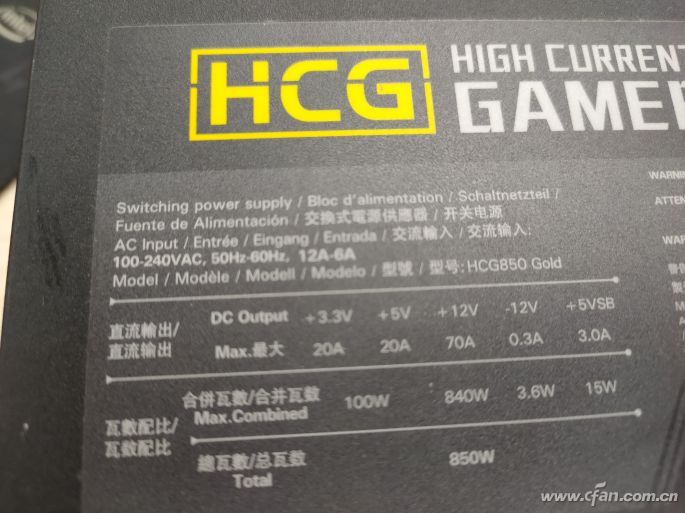 HCG
HIGH CURRENT
GAMER
Switching power supply / Bloc d'alimentation / Schaltnetzteil /
Fuente de Alimentación / 交換式電源供應器 / 开关电源
AC Input / Entrée / Eingang / Entrada / 交流輸入 / 交流输入:
100-240VAC, 50Hz-60Hz, 12A-6A
Model / Modèle / Modell / Modelo / 型號 / 型号: HCG850 Gold
直流輸出/
直流输出
DC Output +3.3V +5V +12V -12V +5VSB
Max.最大 20A 20A 70A 0.3A 3.0A
瓦數配比/
瓦数配比
合併瓦數/合并瓦数 100W 840W 3.6W 15W
Max.Combined
總瓦數/总瓦数 850W
Total
WARNIN
ATTEN
WAR
www.cfan.com.cn